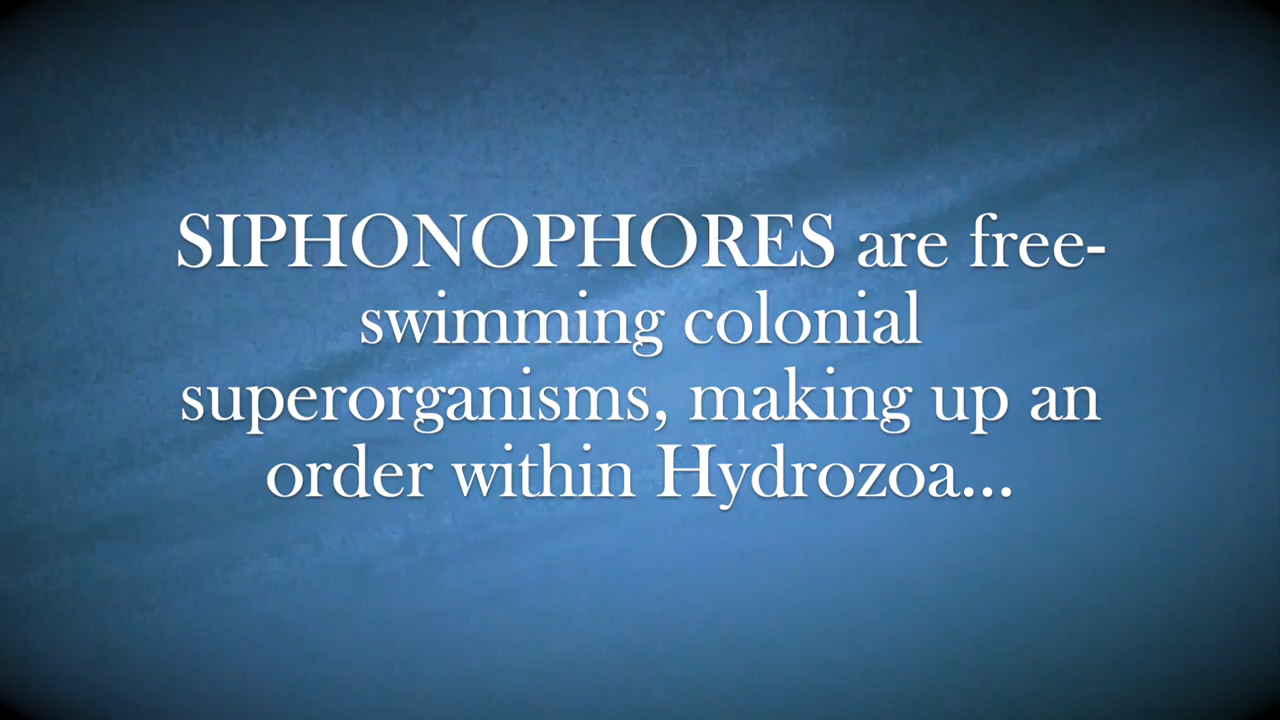 SIPHONOPHORES are free-
swimming colonial
superorganisms, making up an
order within Hydrozoa...